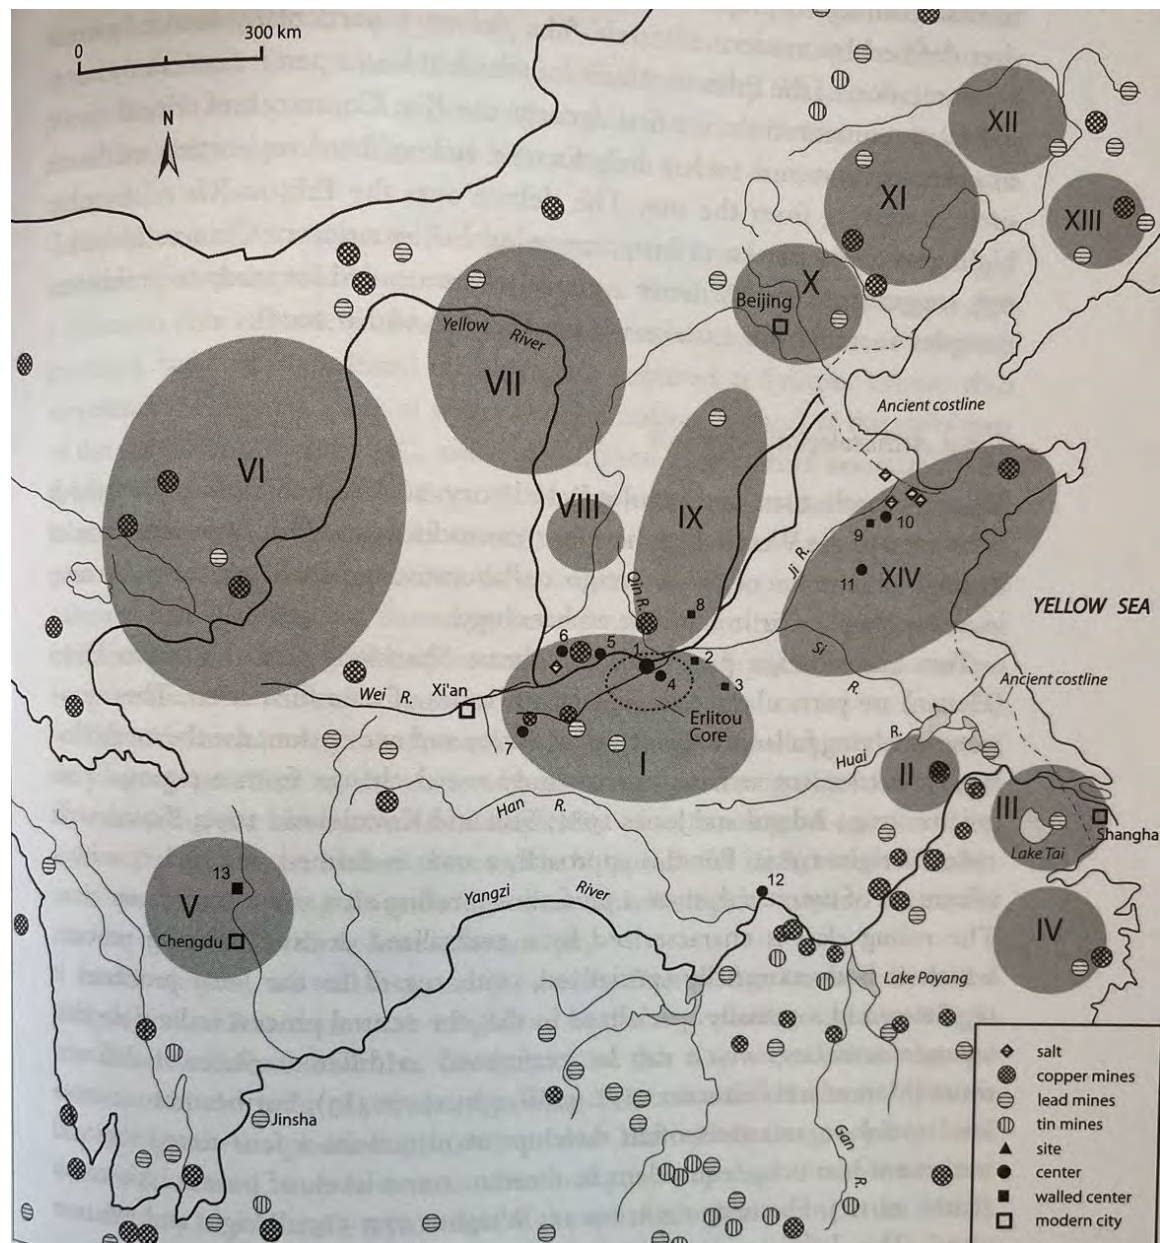 0
300 km
N
XII
XI
XIII
X
Beijing
Yellow
River
VII
Ancient costline
VI
VIII
IX
10
9
Ji R.
11
XIV
Qin R.
YELLOW SEA
8
6
5
1
2
Si
R.
4
3
Wei R.
Xi'an
Ancient costline
Erlitou
Core
7
I
R.
Huai
II
Han R.
III
Shangha
Lake Tai
13
12
Yangzi
River
V
IV
Chengdu
Lake Poyang
Jinsha
Gan
R.
salt
copper mines
lead mines
tin mines
site
center
walled center
modern city